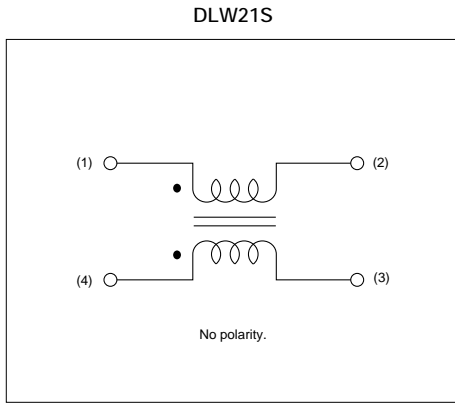 DLW21S
(1) (2)
(4) (3)
No polarity.